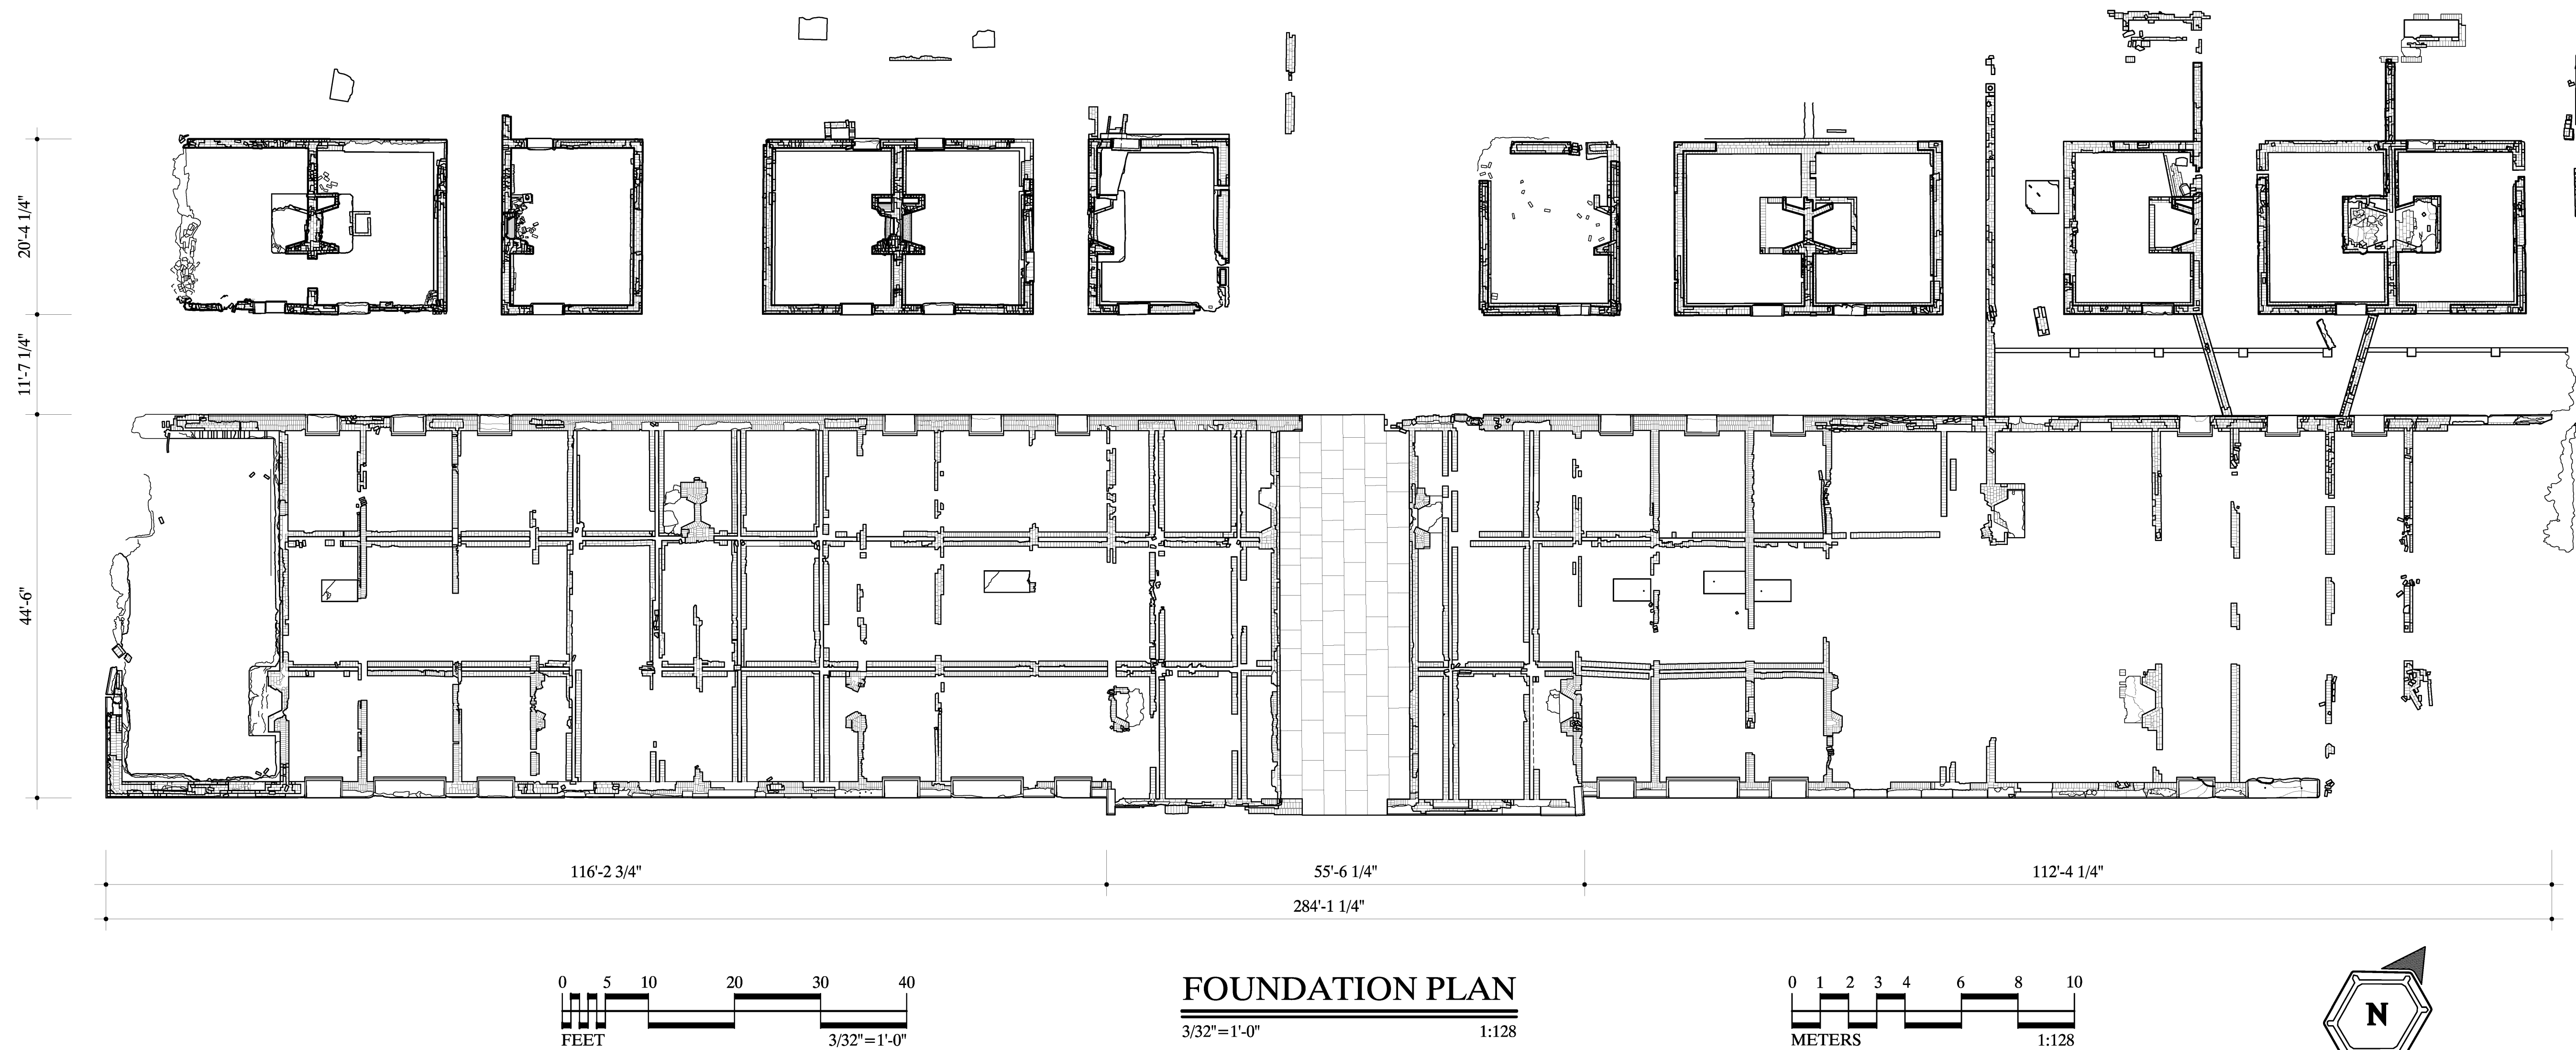 20'-4 1/4"
11'-7 1/4"
44'-6"
116'-2 3/4"
55'-6 1/4"
112'-4 1/4"
284'-1 1/4"
0 5 10 20 30 40
FEET 3/32"=1'-0"
FOUNDATION PLAN
3/32"=1'-0" 1:128
0 1 2 3 4 6 8 10
METERS 1:128
N